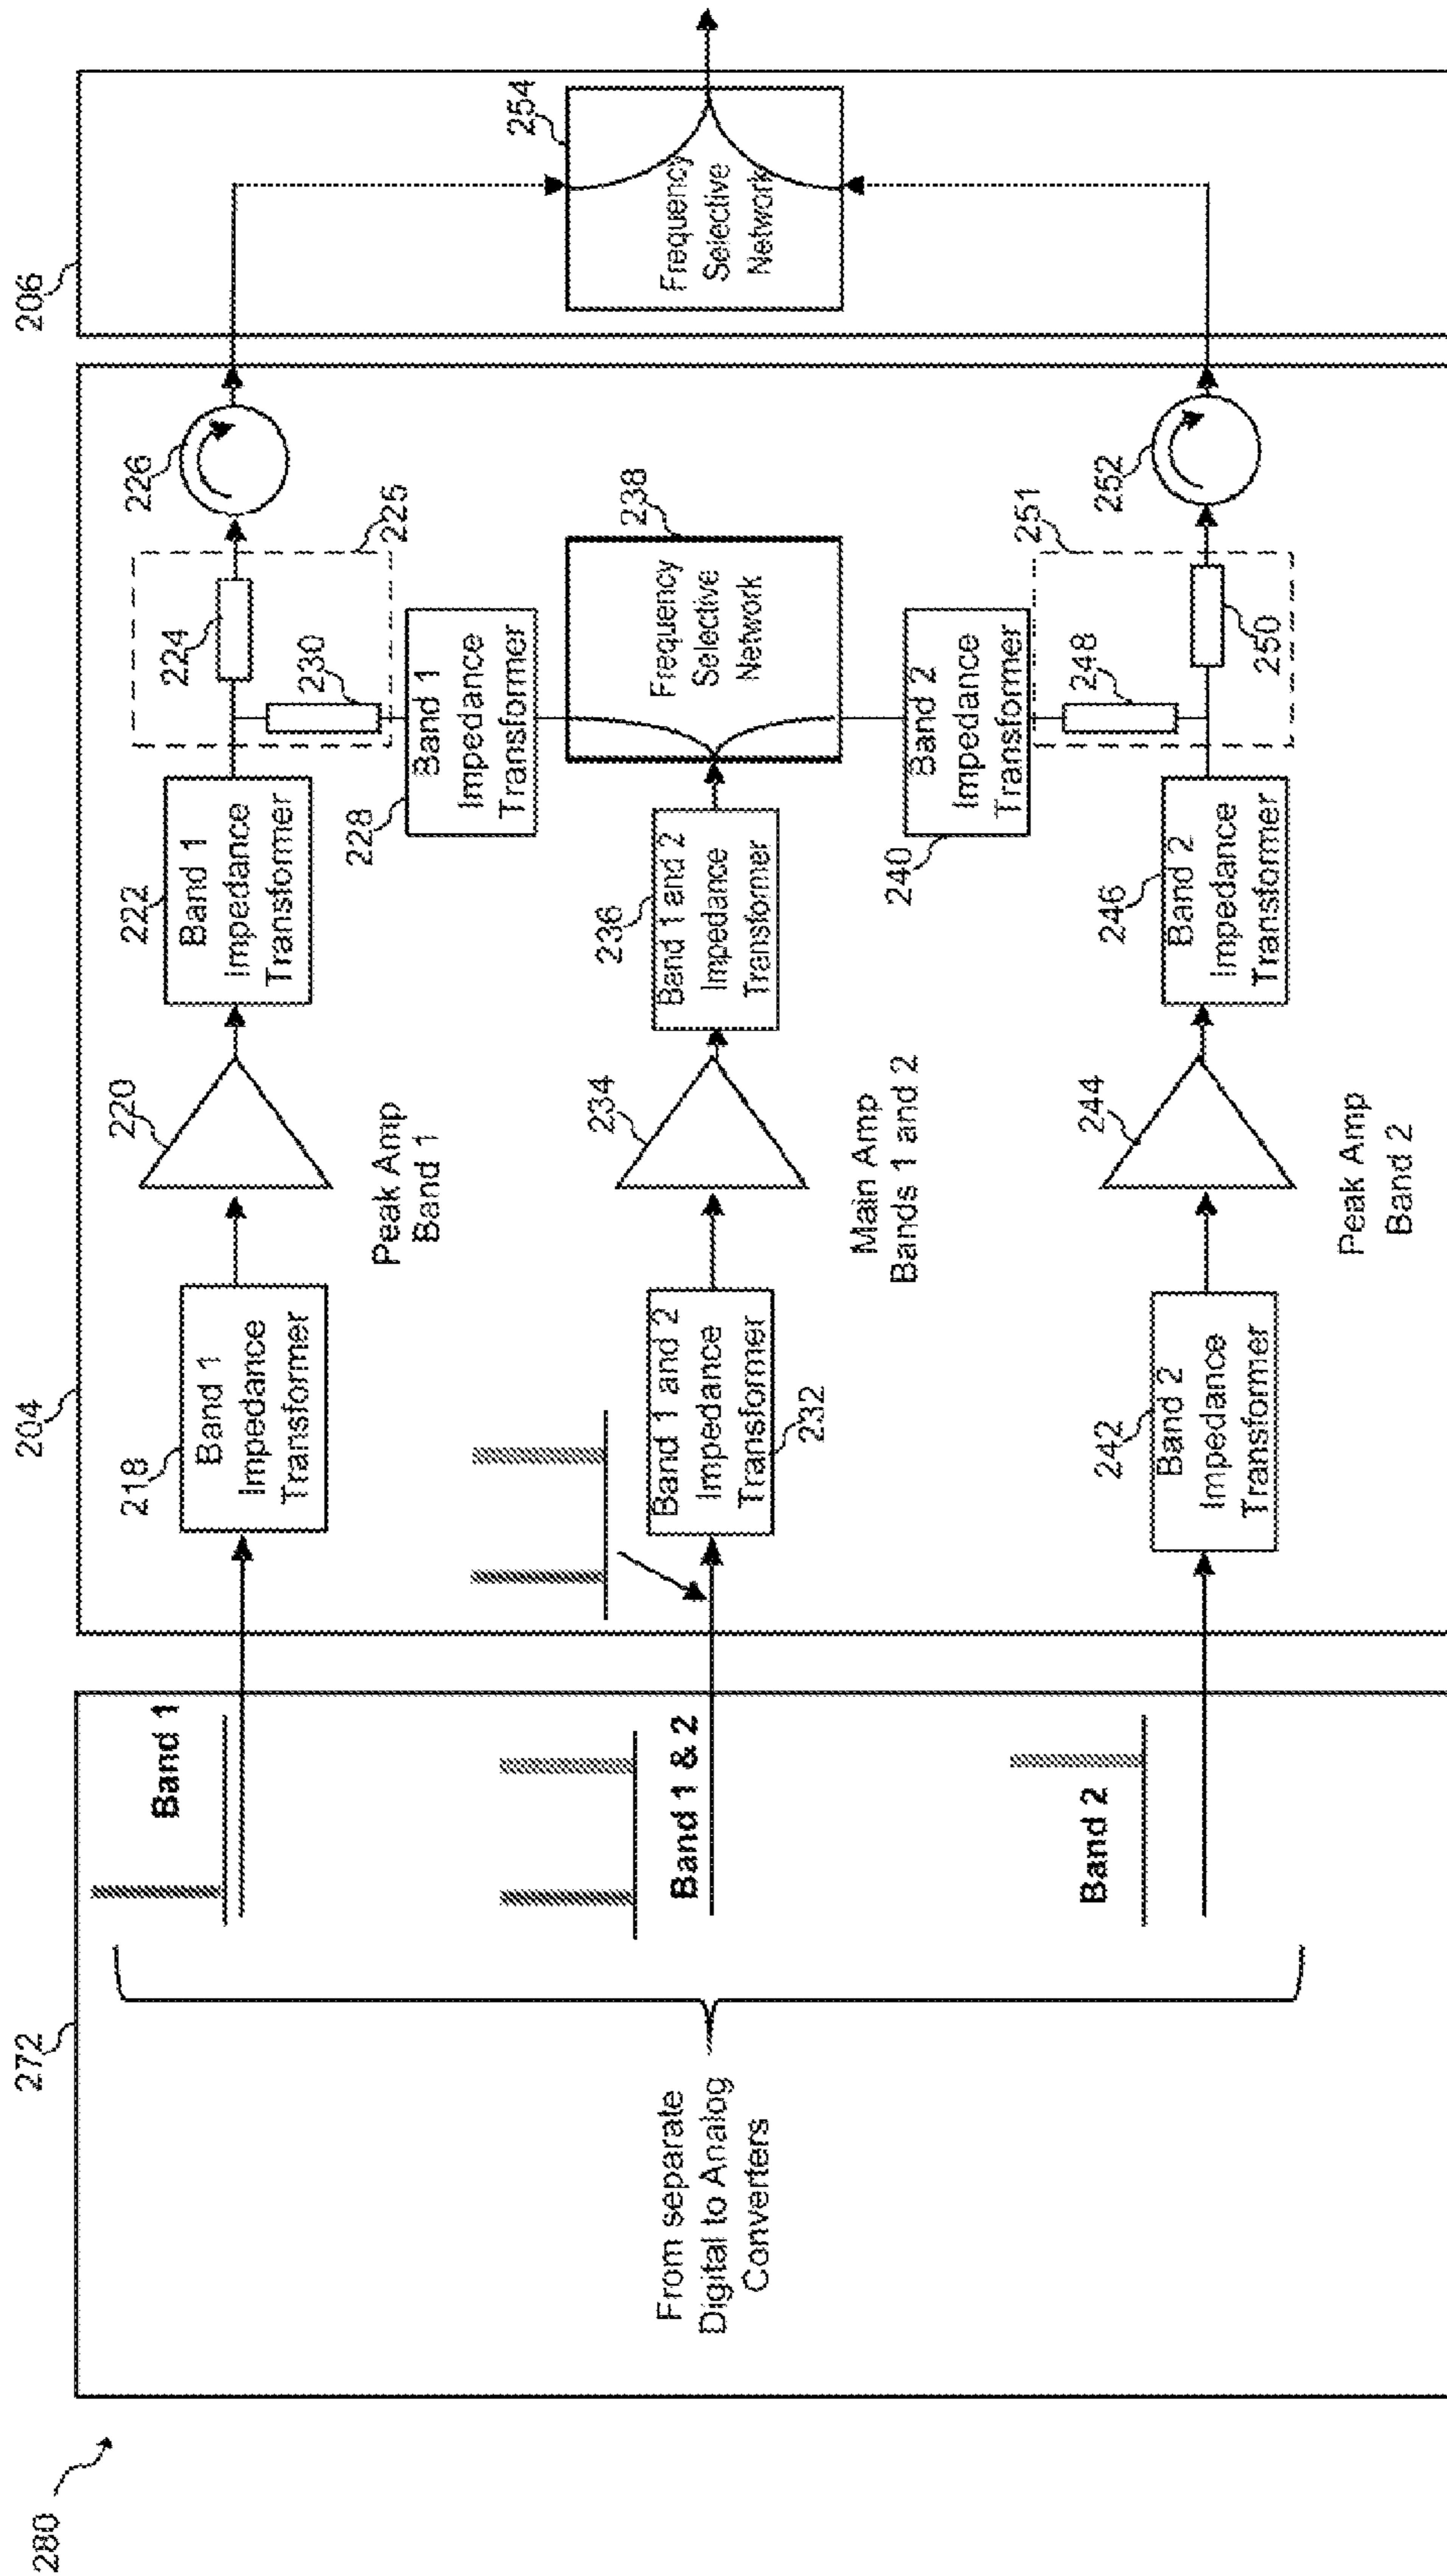 280
272
204
206
Band 1
Band 1 & 2
Band 2
From separate
Digital to Analog
Converters
218
Band 1
Impedance
Transformer
220
Peak Amp
Band 1
222
Band 1
Impedance
Transformer
224
225
226
230
228
Band 1
Impedance
Transformer
Band 1 and 2
Impedance
Transformer
232
234
Main Amp
Bands 1 and 2
236
Band 1 and 2
Impedance
Transformer
238
Frequency
Selective
Network
240
Band 2
Impedance
Transformer
242
Band 2
Impedance
Transformer
244
Peak Amp
Band 2
246
Band 2
Impedance
Transformer
248
250
251
252
254
Frequency
Selective
Network